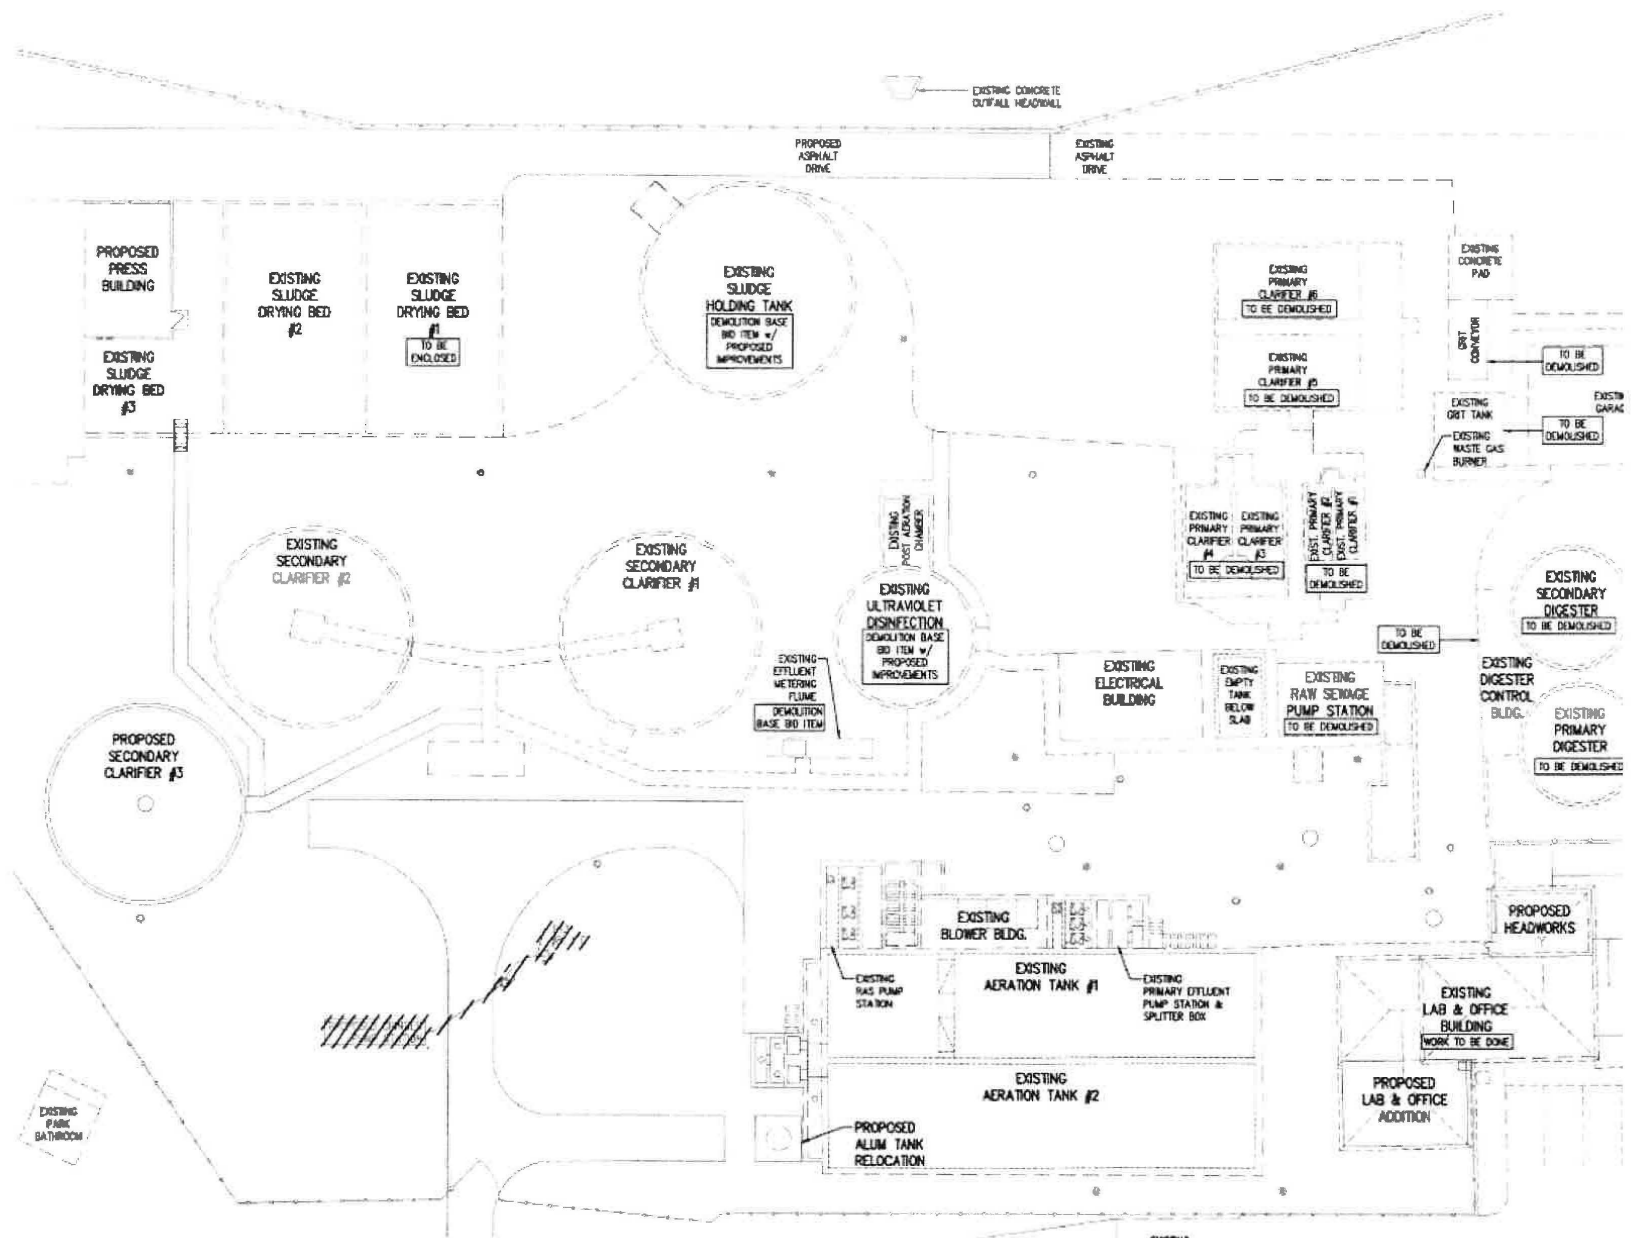 EXISTING CONCRETE
OUTFALL HEADWALL
PROPOSED
ASPHALT
DRIVE
EXISTING
ASPHALT
DRIVE
PROPOSED
PRESS
BUILDING
EXISTING
SLUDGE
DRYING BED
#2
EXISTING
SLUDGE
DRYING BED
#1
TO BE
ENCLOSED
EXISTING
SLUDGE
DRYING BED
#3
EXISTING
SLUDGE
HOLDING TANK
DEMOLITION BASE
BID ITEM w/
PROPOSED
IMPROVEMENTS
EXISTING
PRIMARY
CLARIFIER #6
TO BE DEMOLISHED
EXISTING
PRIMARY
CLARIFIER #5
TO BE DEMOLISHED
EXISTING
CONCRETE
PAD
GRIT
CONVEYOR
TO BE
DEMOLISHED
EXISTING
GRIT TANK
TO BE
DEMOLISHED
EXISTING
WASTE GAS
BURNER
EXISTIN
GARAG
EXISTING
SECONDARY
CLARIFIER #2
EXISTING
SECONDARY
CLARIFIER #1
EXISTING
POST AERATION
CHAMBER
EXISTING
ULTRAVIOLET
DISINFECTION
DEMOLITION BASE
BID ITEM w/
PROPOSED
IMPROVEMENTS
EXISTING
PRIMARY
CLARIFIER
#4
EXISTING
PRIMARY
CLARIFIER
#3
TO BE DEMOLISHED
EXIST. PRIMARY
CLARIFIER #2
EXIST. PRIMARY
CLARIFIER #1
TO BE
DEMOLISHED
EXISTING
SECONDARY
DIGESTER
TO BE DEMOLISHED
TO BE
DEMOLISHED
EXISTING
DIGESTER
CONTROL
BLDG.
EXISTING
PRIMARY
DIGESTER
TO BE DEMOLISHED
EXISTING
EFFLUENT
METERING
FLUME
DEMOLITION
BASE BID ITEM
EXISTING
ELECTRICAL
BUILDING
EXISTING
EMPTY
TANK
BELOW
SLAB
EXISTING
RAW SEWAGE
PUMP STATION
TO BE DEMOLISHED
PROPOSED
SECONDARY
CLARIFIER #3
EXISTING
BLOWER BLDG.
PROPOSED
HEADWORKS
EXISTING
RAS PUMP
STATION
EXISTING
AERATION TANK #1
EXISTING
PRIMARY EFFLUENT
PUMP STATION &
SPLITTER BOX
EXISTING
LAB & OFFICE
BUILDING
WORK TO BE DONE
EXISTING
AERATION TANK #2
PROPOSED
LAB & OFFICE
ADDITION
EXISTING
PARK
BATHROOM
PROPOSED
ALUM TANK
RELOCATION